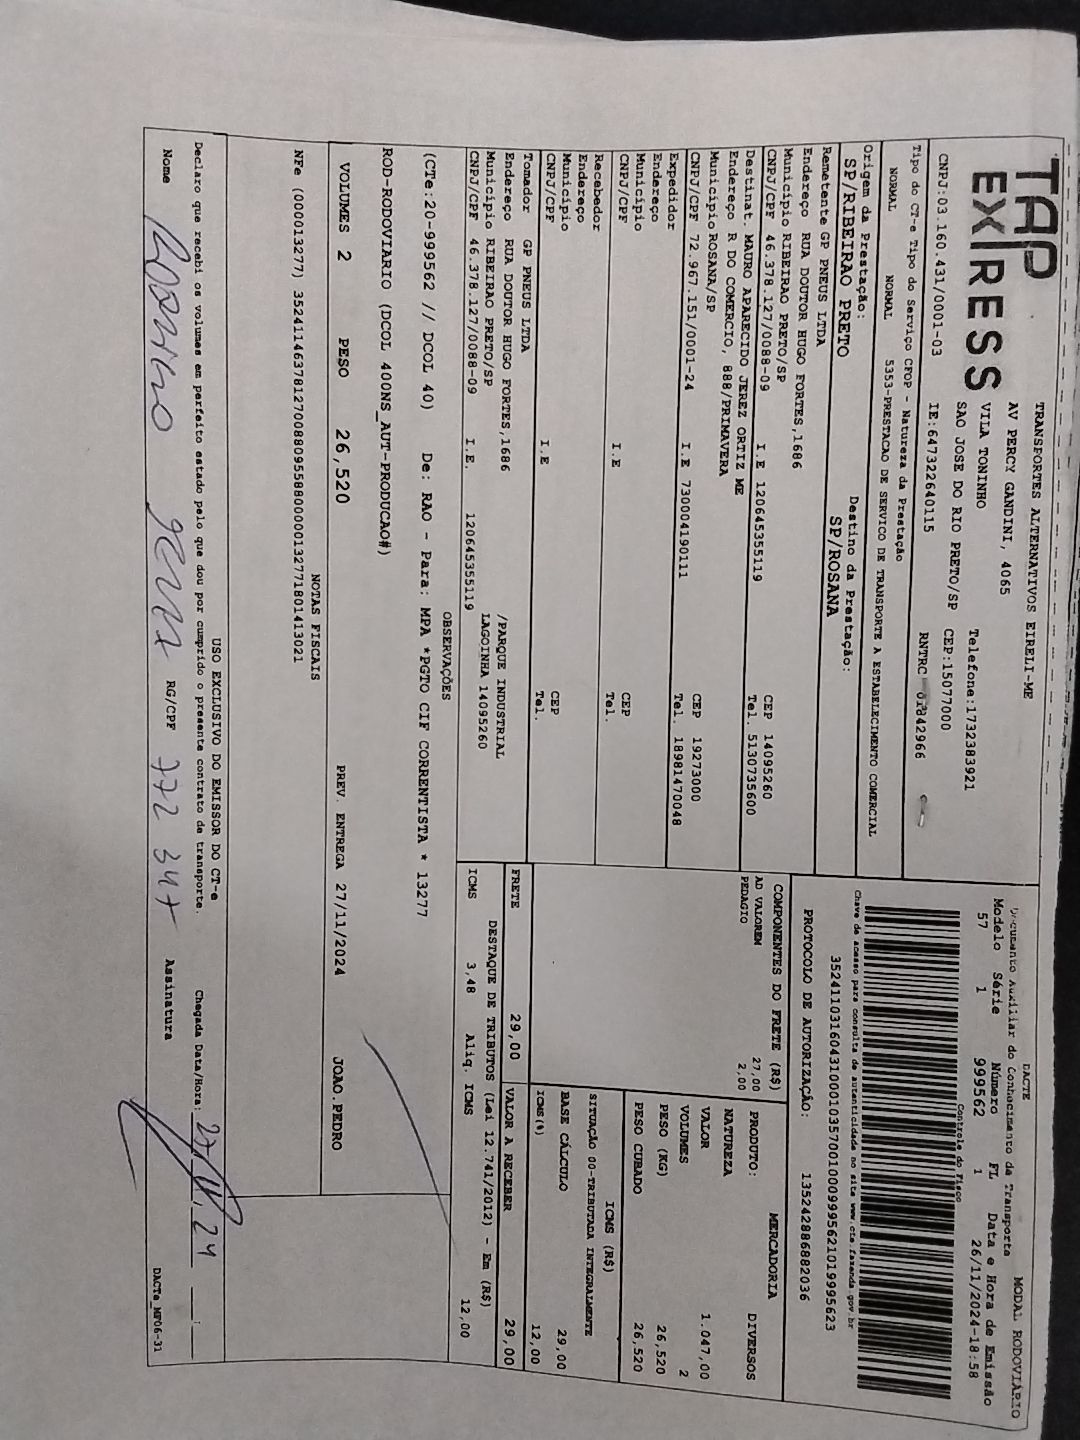 TAP
EXPRESS
TRANSPORTES ALTERNATIVOS EIRELI-ME
AV PERCY GANDINI, 4065
VILA TONINHO Telefone:1732383921
SAO JOSE DO RIO PRETO/SP CEP:15077000
CNPJ:03.160.431/0001-03 IE:647322640115 RNTRC 01842966
DACTE
Documento Auxiliar do Conhecimento da Transporte MODAL RODOVIÁRIO
Modelo Série Número FL Data e Hora de Emissão
57 1 999562 1 26/11/2024-18:58
Controle do Fisco
Chave de acesso para consulta de autenticidade no site www.cte.fazenda.gov.br
35241103160431000103570010009995621019995623
PROTOCOLO DE AUTORIZAÇÃO: 135242886882036
Tipo do CT-e Tipo do Serviço CFOP - Natureza da Prestação
NORMAL NORMAL 5353-PRESTACAO DE SERVICO DE TRANSPORTE A ESTABELECIMENTO COMERCIAL
Origem da Prestação: Destino da Prestação:
SP/RIBEIRAO PRETO SP/ROSANA
Remetente GP PNEUS LTDA
Endereço RUA DOUTOR HUGO FORTES,1686
Município RIBEIRAO PRETO/SP CEP 14095260
CNPJ/CPF 46.378.127/0088-09 I.E 120645355119 Tel. 5130735600
Destinat. MAURO APARECIDO JEREZ ORTIZ ME
Endereço R DO COMERCIO, 888/PRIMAVERA
Município ROSANA/SP CEP 19273000
CNPJ/CPF 72.967.151/0001-24 I.E 730004190111 Tel. 18981470048
Expedidor
Endereço
Município CEP
CNPJ/CPF I.E Tel.
Recebedor
Endereço
Município CEP
CNPJ/CPF I.E Tel.
Tomador GP PNEUS LTDA
Endereço RUA DOUTOR HUGO FORTES,1686 /PARQUE INDUSTRIAL
Município RIBEIRAO PRETO/SP LAGOINHA 14095260
CNPJ/CPF 46.378.127/0088-09 I.E. 120645355119
COMPONENTES DO FRETE (R$)
AD VALOREM 27,00
PEDAGIO 2,00
MERCADORIA
PRODUTO: DIVERSOS
NATUREZA
VALOR 1.047,00
VOLUMES 2
PESO (KG) 26,520
PESO CUBADO 26,520
ICMS (R$)
SITUAÇÃO 00-TRIBUTADA INTEGRALMENTE
BASE CÁLCULO 29,00
ICMS(%) 12,00
FRETE 29,00 VALOR A RECEBER 29,00
DESTAQUE DE TRIBUTOS (Lei 12.741/2012) - Em (R$)
ICMS 3,48 Aliq. ICMS 12,00
OBSERVAÇÕES
(CTe:20-999562 // DCOL 40) De: RAO - Para: MPA *PGTO CIF CORRENTISTA * 13277
ROD-RODOVIARIO (DCOL 400NS_AUT-PRODUCAO#)
VOLUMES 2 PESO 26,520 PREV. ENTREGA 27/11/2024 JOAO.PEDRO
NOTAS FISCAIS
NFe (000013277) 35241146378127008809558800000132771801413021
USO EXCLUSIVO DO EMISSOR DO CT-e
Declaro que recebi os volumes em perfeito estado pelo que dou por cumprido o presente contrato de transporte. Chegada Data/Hora: 24
Nome RG/CPF 772 347 Assinatura
DACTe_MF06-31